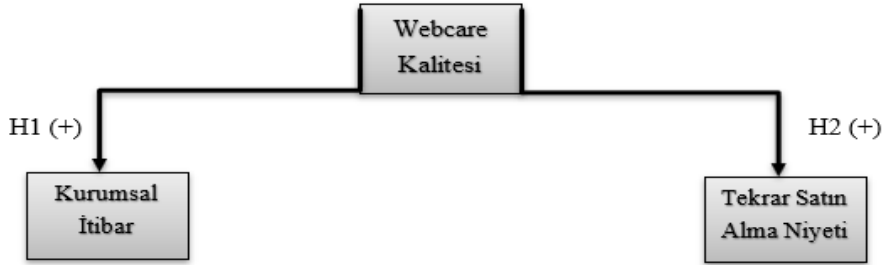 Webcare
Kalitesi
H1 (+)
H2 (+)
Kurumsal
İtibar
Tekrar Satın
Alma Niyeti